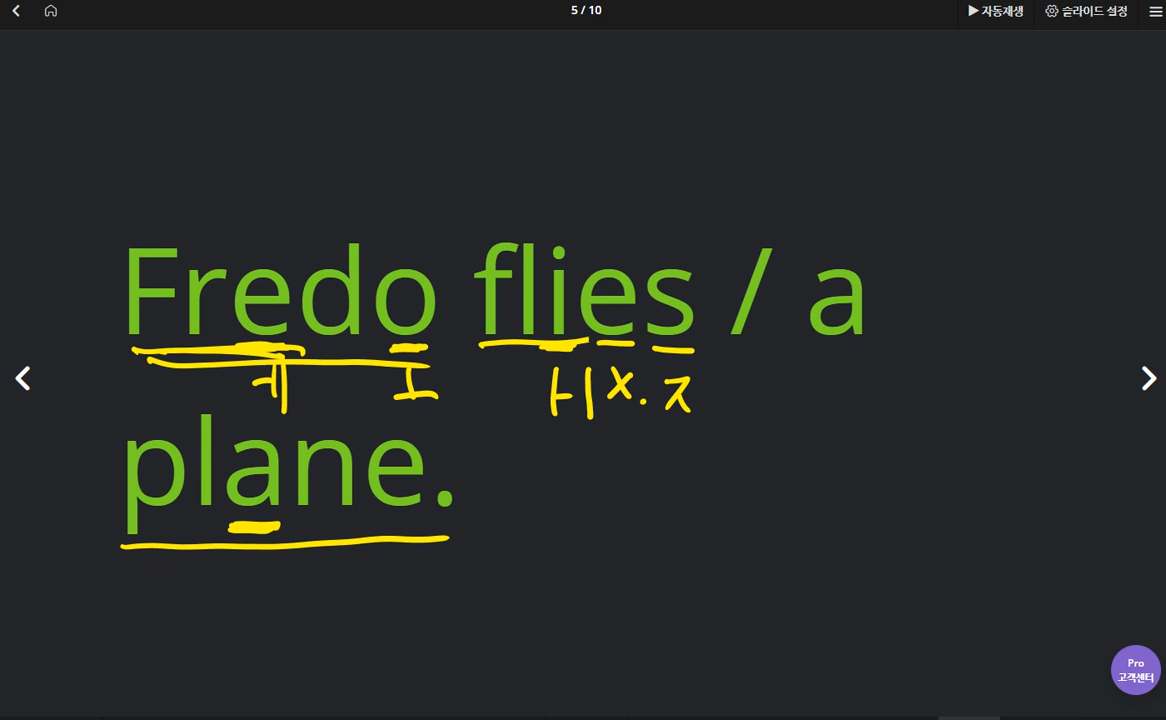 5 / 10
자동재생
슬라이드 설정
Fredo flies / a
ㅔ ㅗ ㅏㅣ X . ㅈ
plane.
Pro
고객센터